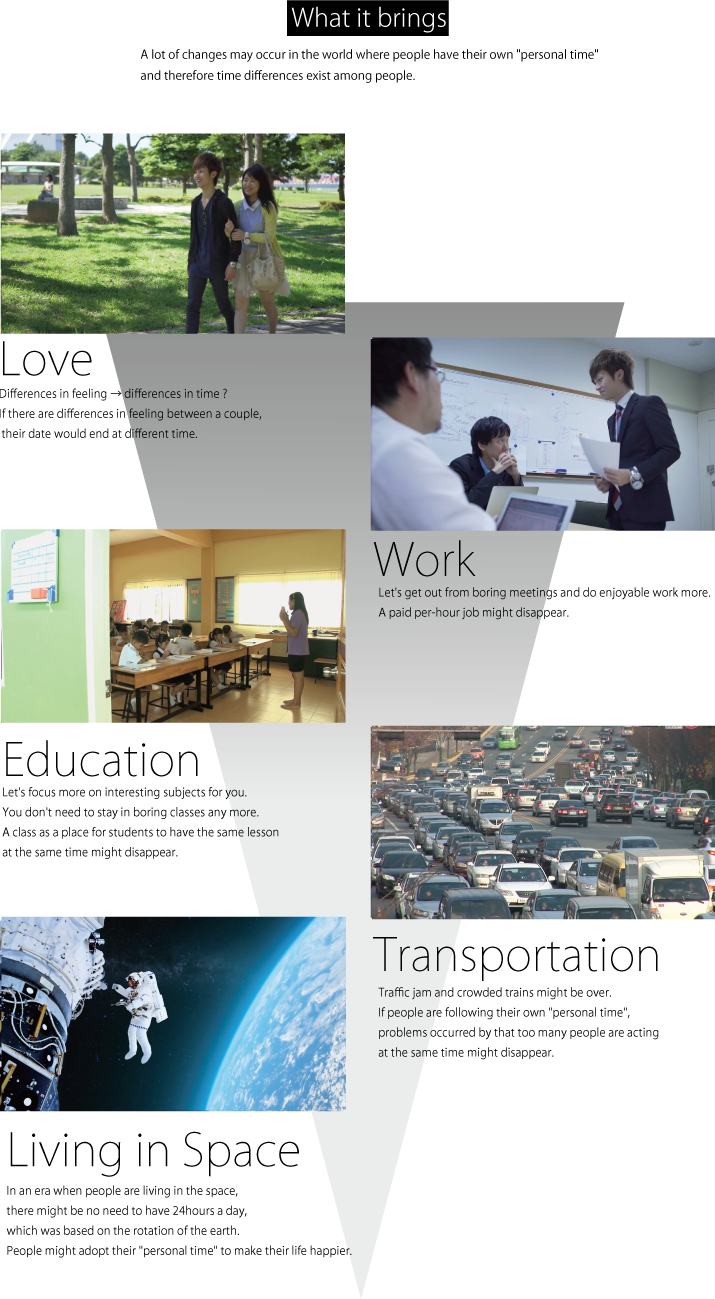 What it brings
A lot of changes may occur in the world where people have their own "personal time"
and therefore time differences exist among people.
Love
Differences in feeling → differences in time ?
If there are differences in feeling between a couple,
their date would end at different time.
Work
Let's get out from boring meetings and do enjoyable work more.
A paid per-hour job might disappear.
Education
Let's focus more on interesting subjects for you.
You don't need to stay in boring classes any more.
A class as a place for students to have the same lesson
at the same time might disappear.
Transportation
Traffic jam and crowded trains might be over.
If people are following their own "personal time",
problems occurred by that too many people are acting
at the same time might disappear.
Living in Space
In an era when people are living in the space,
there might be no need to have 24hours a day,
which was based on the rotation of the earth.
People might adopt their "personal time" to make their life happier.